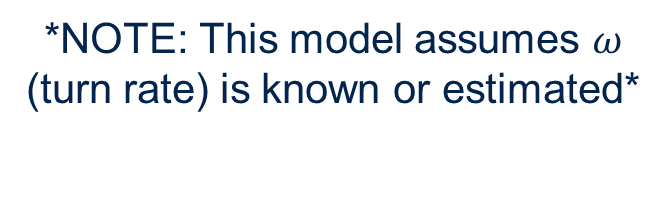 *NOTE: This model assumes ω
(turn rate) is known or estimated*